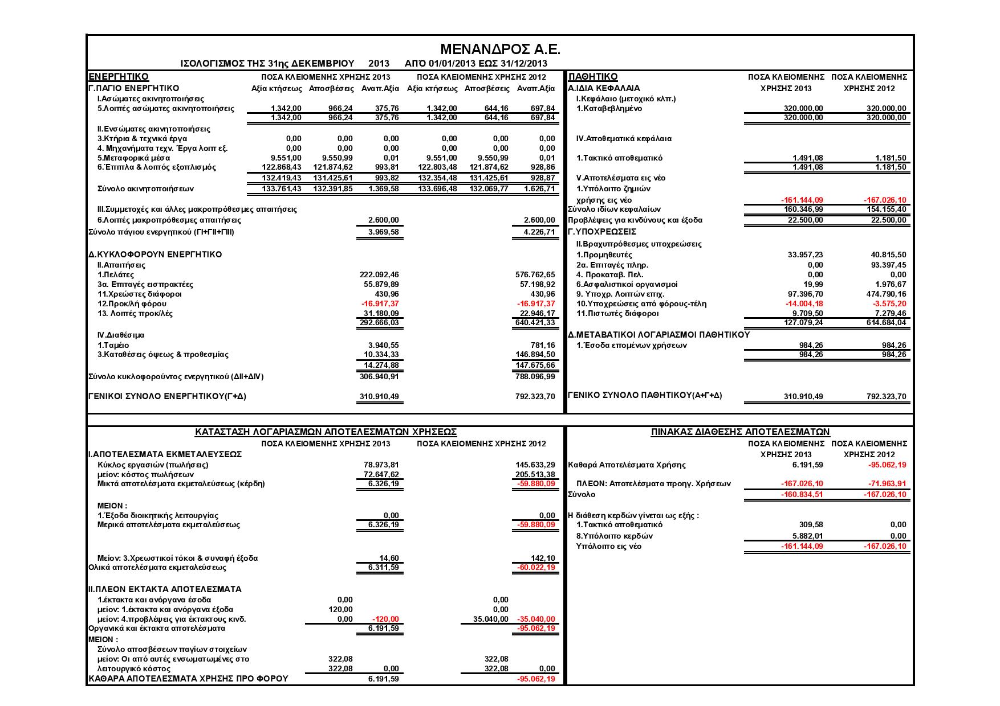 ΜΕΝΑΝΔΡΟΣ Α.Ε.
ΙΣΟΛΟΓΙΣΜΟΣ ΤΗΣ 31ης ΔΕΚΕΜΒΡΙΟΥ 2013 ΑΠΌ 01/01/2013 ΕΩΣ 31/12/2013
ΕΝΕΡΓΗΤΙΚΟ ΠΟΣΑ ΚΛΕΙΟΜΕΝΗΣ ΧΡΗΣΗΣ 2013 ΠΟΣΑ ΚΛΕΙΟΜΕΝΗΣ ΧΡΗΣΗΣ 2012
Γ.ΠΑΓΙΟ ΕΝΕΡΓΗΤΙΚΟ Αξία κτήσεως Αποσβέσεις Αναπ.Αξία Αξία κτήσεως Αποσβέσεις Αναπ.Αξία
Ι.Ασώματες ακινητοποιήσεις
5.Λοιπές ασώματες ακινητοποιήσεις 1.342,00 966,24 375,76 1.342,00 644,16 697,84
1.342,00 966,24 375,76 1.342,00 644,16 697,84
ΙΙ.Ενσώματες ακινητοποιήσεις
3.Κτήρια & τεχνικά έργα 0,00 0,00 0,00 0,00 0,00 0,00
4. Μηχανήματα τεχν. Έργα λοιπ εξ. 0,00 0,00 0,00 0,00 0,00 0,00
5.Μεταφορικά μέσα 9.551,00 9.550,99 0,01 9.551,00 9.550,99 0,01
6.Έπιπλα & λοιπός εξοπλισμός 122.868,43 121.874,62 993,81 122.803,48 121.874,62 928,86
132.419,43 131.425,61 993,82 132.354,48 131.425,61 928,87
Σύνολο ακινητοποιήσεων 133.761,43 132.391,85 1.369,58 133.696,48 132.069,77 1.626,71
ΙΙΙ.Συμμετοχές και άλλες μακροπρόθεσμες απαιτήσεις
6.Λοιπές μακροπρόθεσμες απαιτήσεις 2.600,00 2.600,00
Σύνολο πάγιου ενεργητικού (ΓΙ+ΓΙΙ+ΓΙΙΙ) 3.969,58 4.226,71
Δ.ΚΥΚΛΟΦΟΡΟΥΝ ΕΝΕΡΓΗΤΙΚΟ
ΙΙ.Απαιτήσεις
1.Πελάτες 222.092,46 576.762,65
3α. Επιταγές εισπρακτέες 55.879,89 57.198,92
11.Χρεώστες διάφοροι 430,96 430,96
12.Προκ/λή φόρου -16.917,37 -16.917,37
13. Λοιπές προκ/λές 31.180,09 22.946,17
292.666,03 640.421,33
ΙV.Διαθέσιμα
1.Ταμείο 3.940,55 781,16
3.Καταθέσεις όψεως & προθεσμίας 10.334,33 146.894,50
14.274,88 147.675,66
Σύνολο κυκλοφορούντος ενεργητικού (ΔΙΙ+ΔΙV) 306.940,91 788.096,99
ΓΕΝΙΚΟΙ ΣΥΝΟΛΟ ΕΝΕΡΓΗΤΙΚΟΥ(Γ+Δ) 310.910,49 792.323,70
ΠΑΘΗΤΙΚΟ ΠΟΣΑ ΚΛΕΙΟΜΕΝΗΣ ΠΟΣΑ ΚΛΕΙΟΜΕΝΗΣ
Α.ΙΔΙΑ ΚΕΦΑΛΑΙΑ ΧΡΗΣΗΣ 2013 ΧΡΗΣΗΣ 2012
Ι.Κεφάλαιο (μετοχικό κλπ.)
1.Καταβεβλημένο 320.000,00 320.000,00
320.000,00 320.000,00
IV.Αποθεματικά κεφάλαια
1.Τακτικό αποθεματικό 1.491,08 1.181,50
1.491,08 1.181,50
V.Αποτελέσματα εις νέο
1.Υπόλοιπο ζημιών
χρήσης εις νέο -161.144,09 -167.026,10
Σύνολο ιδίων κεφαλαίων 160.346,99 154.155,40
Προβλέψεις για κινδύνους και έξοδα 22.500,00 22.500,00
Γ.ΥΠΟΧΡΕΩΣΕΙΣ
ΙΙ.Βραχυπρόθεσμες υποχρεώσεις
1.Προμηθευτές 33.957,23 40.815,50
2α. Επιταγές πληρ. 0,00 93.397,45
4. Προκαταβ. Πελ. 0,00 0,00
6.Ασφαλιστικοί οργανισμοί 19,99 1.976,67
9. Υποχρ. Λοιπών επιχ. 97.396,70 474.790,16
10.Υποχρεώσεις από φόρους-τέλη -14.004,18 -3.575,20
11.Πιστωτές διάφοροι 9.709,50 7.279,46
127.079,24 614.684,04
Δ.ΜΕΤΑΒΑΤΙΚΟΙ ΛΟΓΑΡΙΑΣΜΟΙ ΠΑΘΗΤΙΚΟΥ
1.Έσοδα επομένων χρήσεων 984,26 984,26
984,26 984,26
ΓΕΝΙΚΟ ΣΥΝΟΛΟ ΠΑΘΗΤΙΚΟΥ(Α+Γ+Δ) 310.910,49 792.323,70
ΚΑΤΑΣΤΑΣΗ ΛΟΓΑΡΙΑΣΜΩΝ ΑΠΟΤΕΛΕΣΜΑΤΩΝ ΧΡΗΣΕΩΣ
ΠΟΣΑ ΚΛΕΙΟΜΕΝΗΣ ΧΡΗΣΗΣ 2013 ΠΟΣΑ ΚΛΕΙΟΜΕΝΗΣ ΧΡΗΣΗΣ 2012
Ι.ΑΠΟΤΕΛΕΣΜΑΤΑ ΕΚΜΕΤΑΛΕΥΣΕΩΣ
Κύκλος εργασιών (πωλήσεις) 78.973,81 145.633,29
μείον: κόστος πωλήσεων 72.647,62 205.513,38
Μικτά αποτελέσματα εκμεταλεύσεως (κέρδη) 6.326,19 -59.880,09
ΜΕΙΟΝ :
1.Έξοδα διοικητικής λειτουργίας 0,00 0,00
Μερικά αποτελέσματα εκμεταλεύσεως 6.326,19 -59.880,09
Μείον: 3.Χρεωστικοί τόκοι & συναφή έξοδα 14,60 142,10
Ολικά αποτελέσματα εκμεταλεύσεως 6.311,59 -60.022,19
ΙΙ.ΠΛΕΟΝ ΕΚΤΑΚΤΑ ΑΠΟΤΕΛΕΣΜΑΤΑ
1.έκτακτα και ανόργανα έσοδα 0,00 0,00
μείον: 1.έκτακτα και ανόργανα έξοδα 120,00 0,00
μείον: 4.προβλέψεις για έκτακτους κινδ. 0,00 -120,00 35.040,00 -35.040,00
Οργανικά και έκτακτα αποτελέσματα 6.191,59 -95.062,19
ΜΕΙΟΝ :
Σύνολο αποσβέσεων παγίων στοιχείων
μείον: Οι από αυτές ενσωματωμένες στο 322,08 322,08
λειτουργικό κόστος 322,08 0,00 322,08 0,00
ΚΑΘΑΡΑ ΑΠΟΤΕΛΕΣΜΑΤΑ ΧΡΗΣΗΣ ΠΡΟ ΦΟΡΟΥ 6.191,59 -95.062,19
ΠΙΝΑΚΑΣ ΔΙΑΘΕΣΗΣ ΑΠΟΤΕΛΕΣΜΑΤΩΝ
ΠΟΣΑ ΚΛΕΙΟΜΕΝΗΣ ΠΟΣΑ ΚΛΕΙΟΜΕΝΗΣ
ΧΡΗΣΗΣ 2013 ΧΡΗΣΗΣ 2012
Καθαρά Αποτελέσματα Χρήσης 6.191,59 -95.062,19
ΠΛΕΟΝ: Αποτελέσματα προηγ. Χρήσεων -167.026,10 -71.963,91
Σύνολο -160.834,51 -167.026,10
Η διάθεση κερδών γίνεται ως εξής :
1.Τακτικό αποθεματικό 309,58 0,00
8.Υπόλοιπο κερδών 5.882,01 0,00
Υπόλοιπο εις νέο -161.144,09 -167.026,10